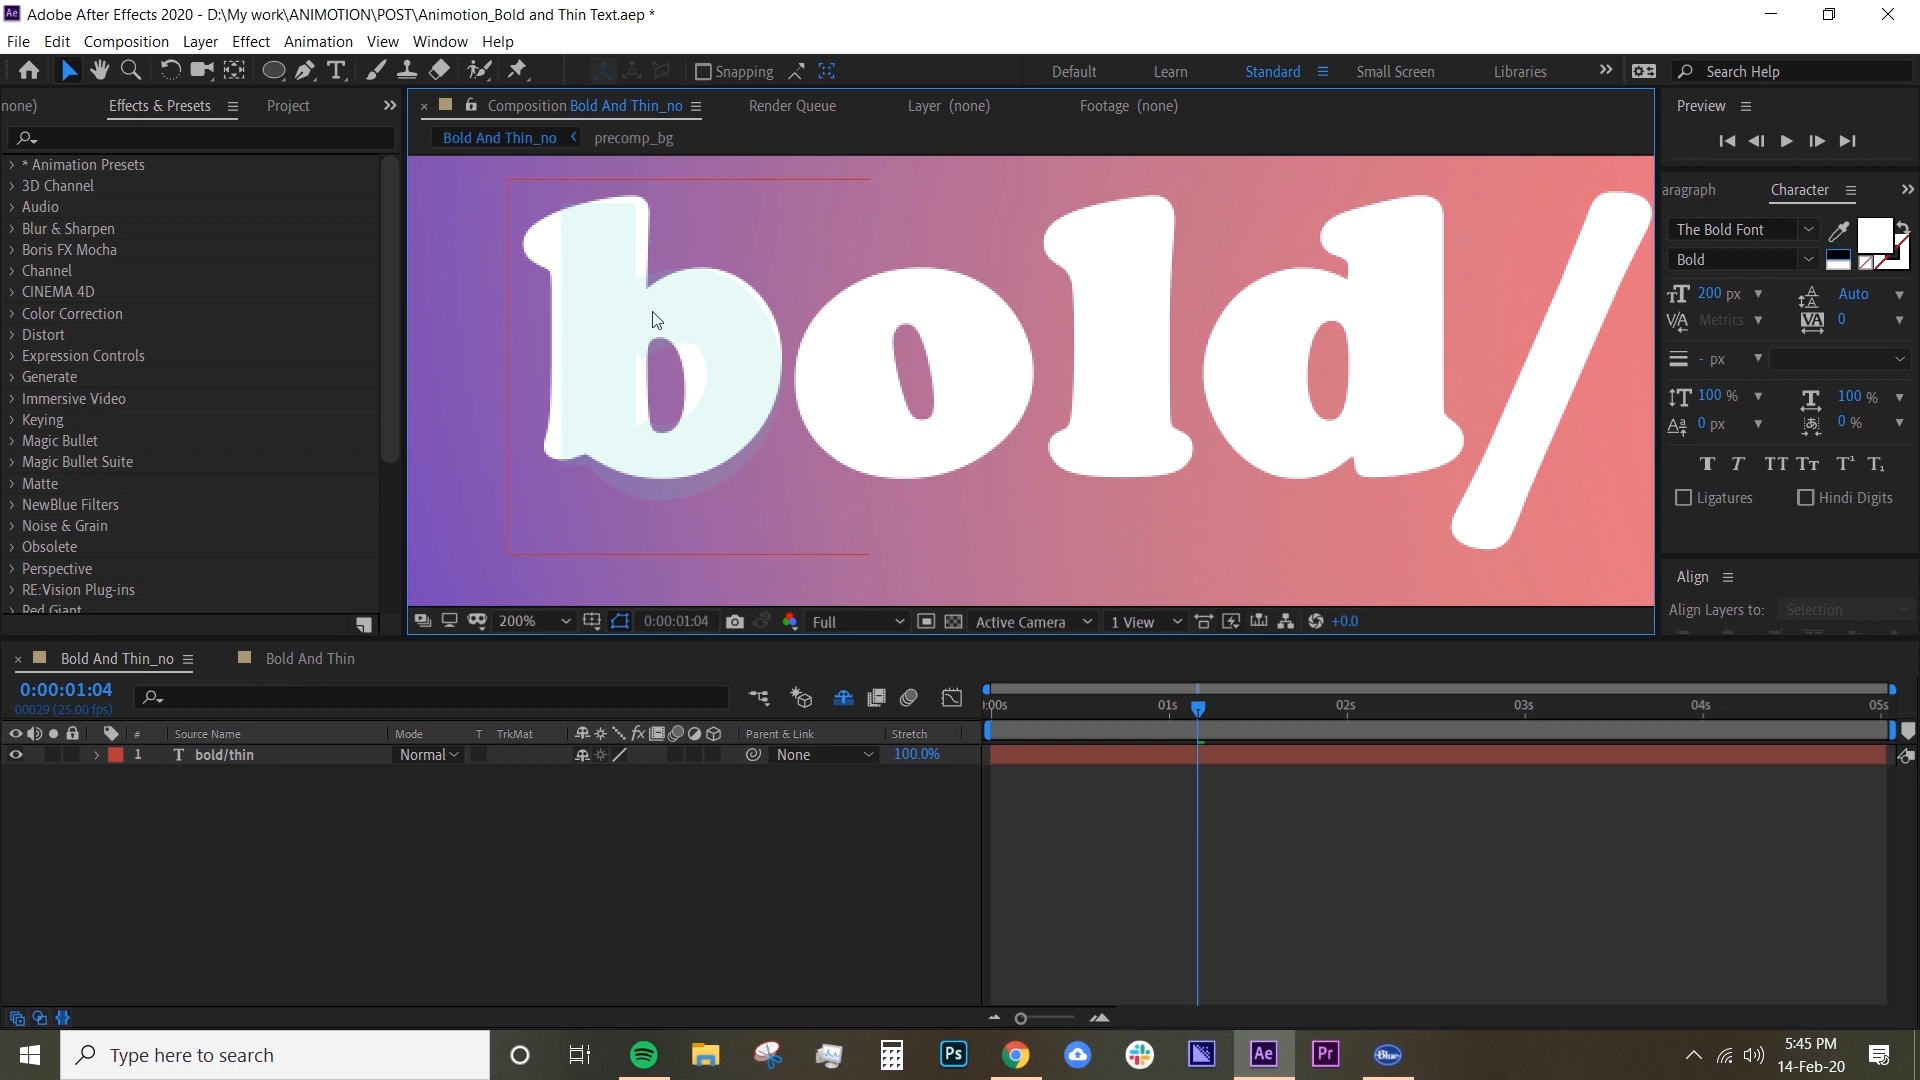 Adobe After Effects 2020 - D:\My work\ANIMOTION\POST\Animotion_Bold and Thin Text.aep *
File Edit Composition Layer Effect Animation View Window Help
Snapping Default Learn Standard Small Screen Libraries Search Help
none) Effects & Presets Project
Composition Bold And Thin_no Render Queue Layer (none) Footage (none)
Bold And Thin_no precomp_bg
* Animation Presets
3D Channel
Audio
Blur & Sharpen
Boris FX Mocha
Channel
CINEMA 4D
Color Correction
Distort
Expression Controls
Generate
Immersive Video
Keying
Magic Bullet
Magic Bullet Suite
Matte
NewBlue Filters
Noise & Grain
Obsolete
Perspective
RE:Vision Plug-ins
Red Giant
bold/
200% 0:00:01:04 Full Active Camera 1 View +0.0
Preview
aragraph Character
The Bold Font
Bold
200 px Auto
Metrics 0
- px
100 % 100 %
0 px 0 %
Ligatures Hindi Digits
Align
Align Layers to: Selection
Bold And Thin_no Bold And Thin
0:00:01:04
00029 (25.00 fps)
:00s 01s 02s 03s 04s 05s
# Source Name Mode T TrkMat Parent & Link Stretch
1 T bold/thin Normal None 100.0%
Type here to search
Ps
Ae
Pr
Blue
5:45 PM
14-Feb-20